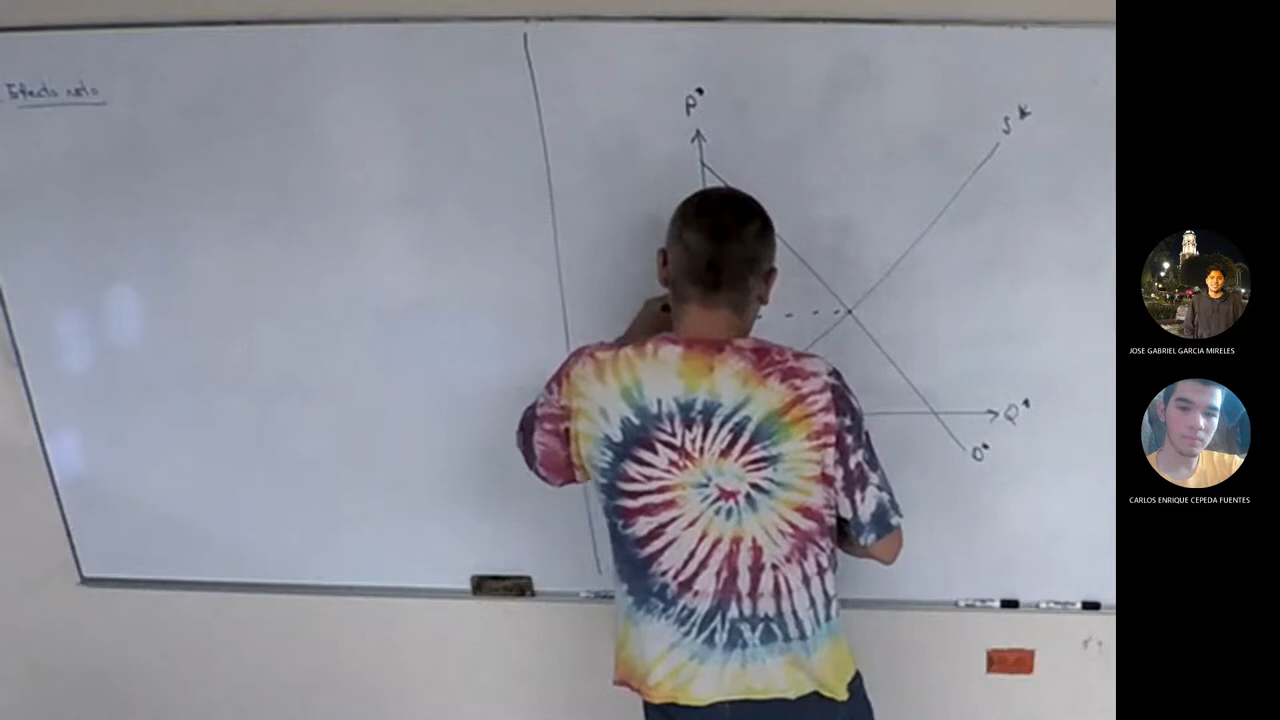 Efecto neto
P*
S*
Q*
D*
JOSE GABRIEL GARCIA MIRELES
CARLOS ENRIQUE CEPEDA FUENTES